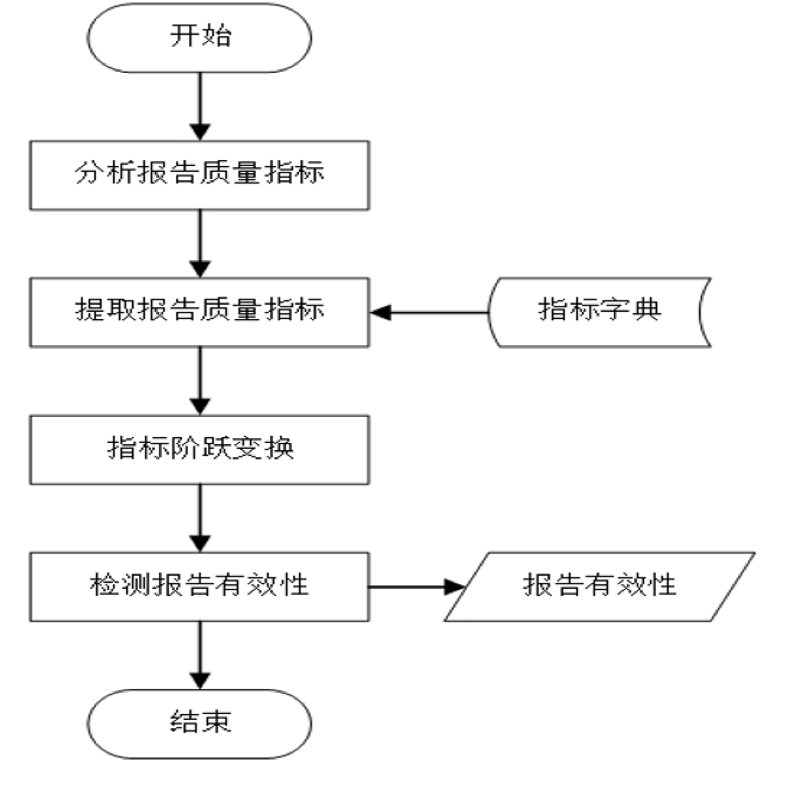 开始
分析报告质量指标
提取报告质量指标
指标字典
指标阶跃变换
检测报告有效性
报告有效性
结束